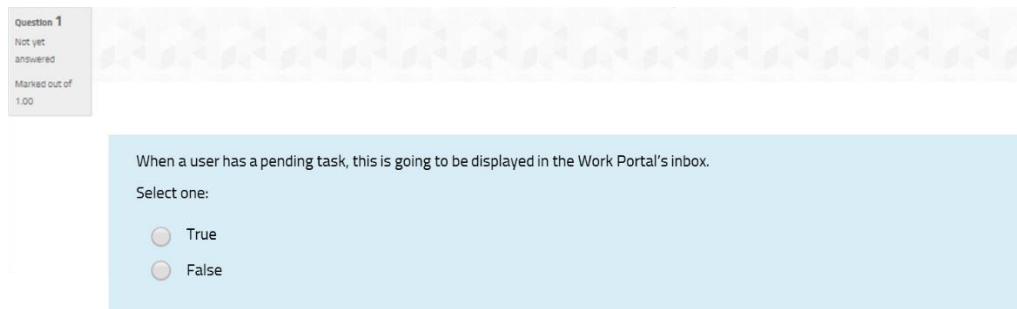 Question 1
Not yet
answered
Marked out of
1.00
When a user has a pending task, this is going to be displayed in the Work Portal's inbox.
Select one:
True
False